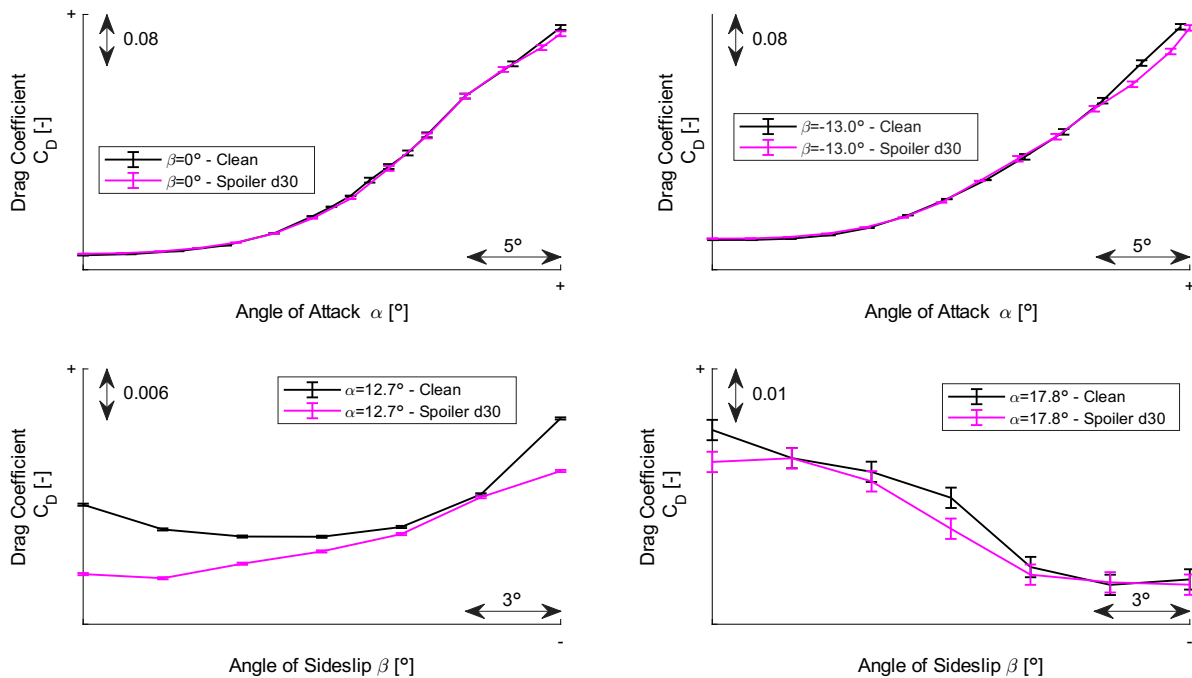 +
0.08
Drag Coefficient
C_D [-]
β=0° - Clean
β=0° - Spoiler d30
5°
+
Angle of Attack α [°]
0.08
Drag Coefficient
C_D [-]
β=-13.0° - Clean
β=-13.0° - Spoiler d30
5°
+
Angle of Attack α [°]
+
0.006
Drag Coefficient
C_D [-]
α=12.7° - Clean
α=12.7° - Spoiler d30
3°
-
Angle of Sideslip β [°]
+
0.01
Drag Coefficient
C_D [-]
α=17.8° - Clean
α=17.8° - Spoiler d30
3°
-
Angle of Sideslip β [°]